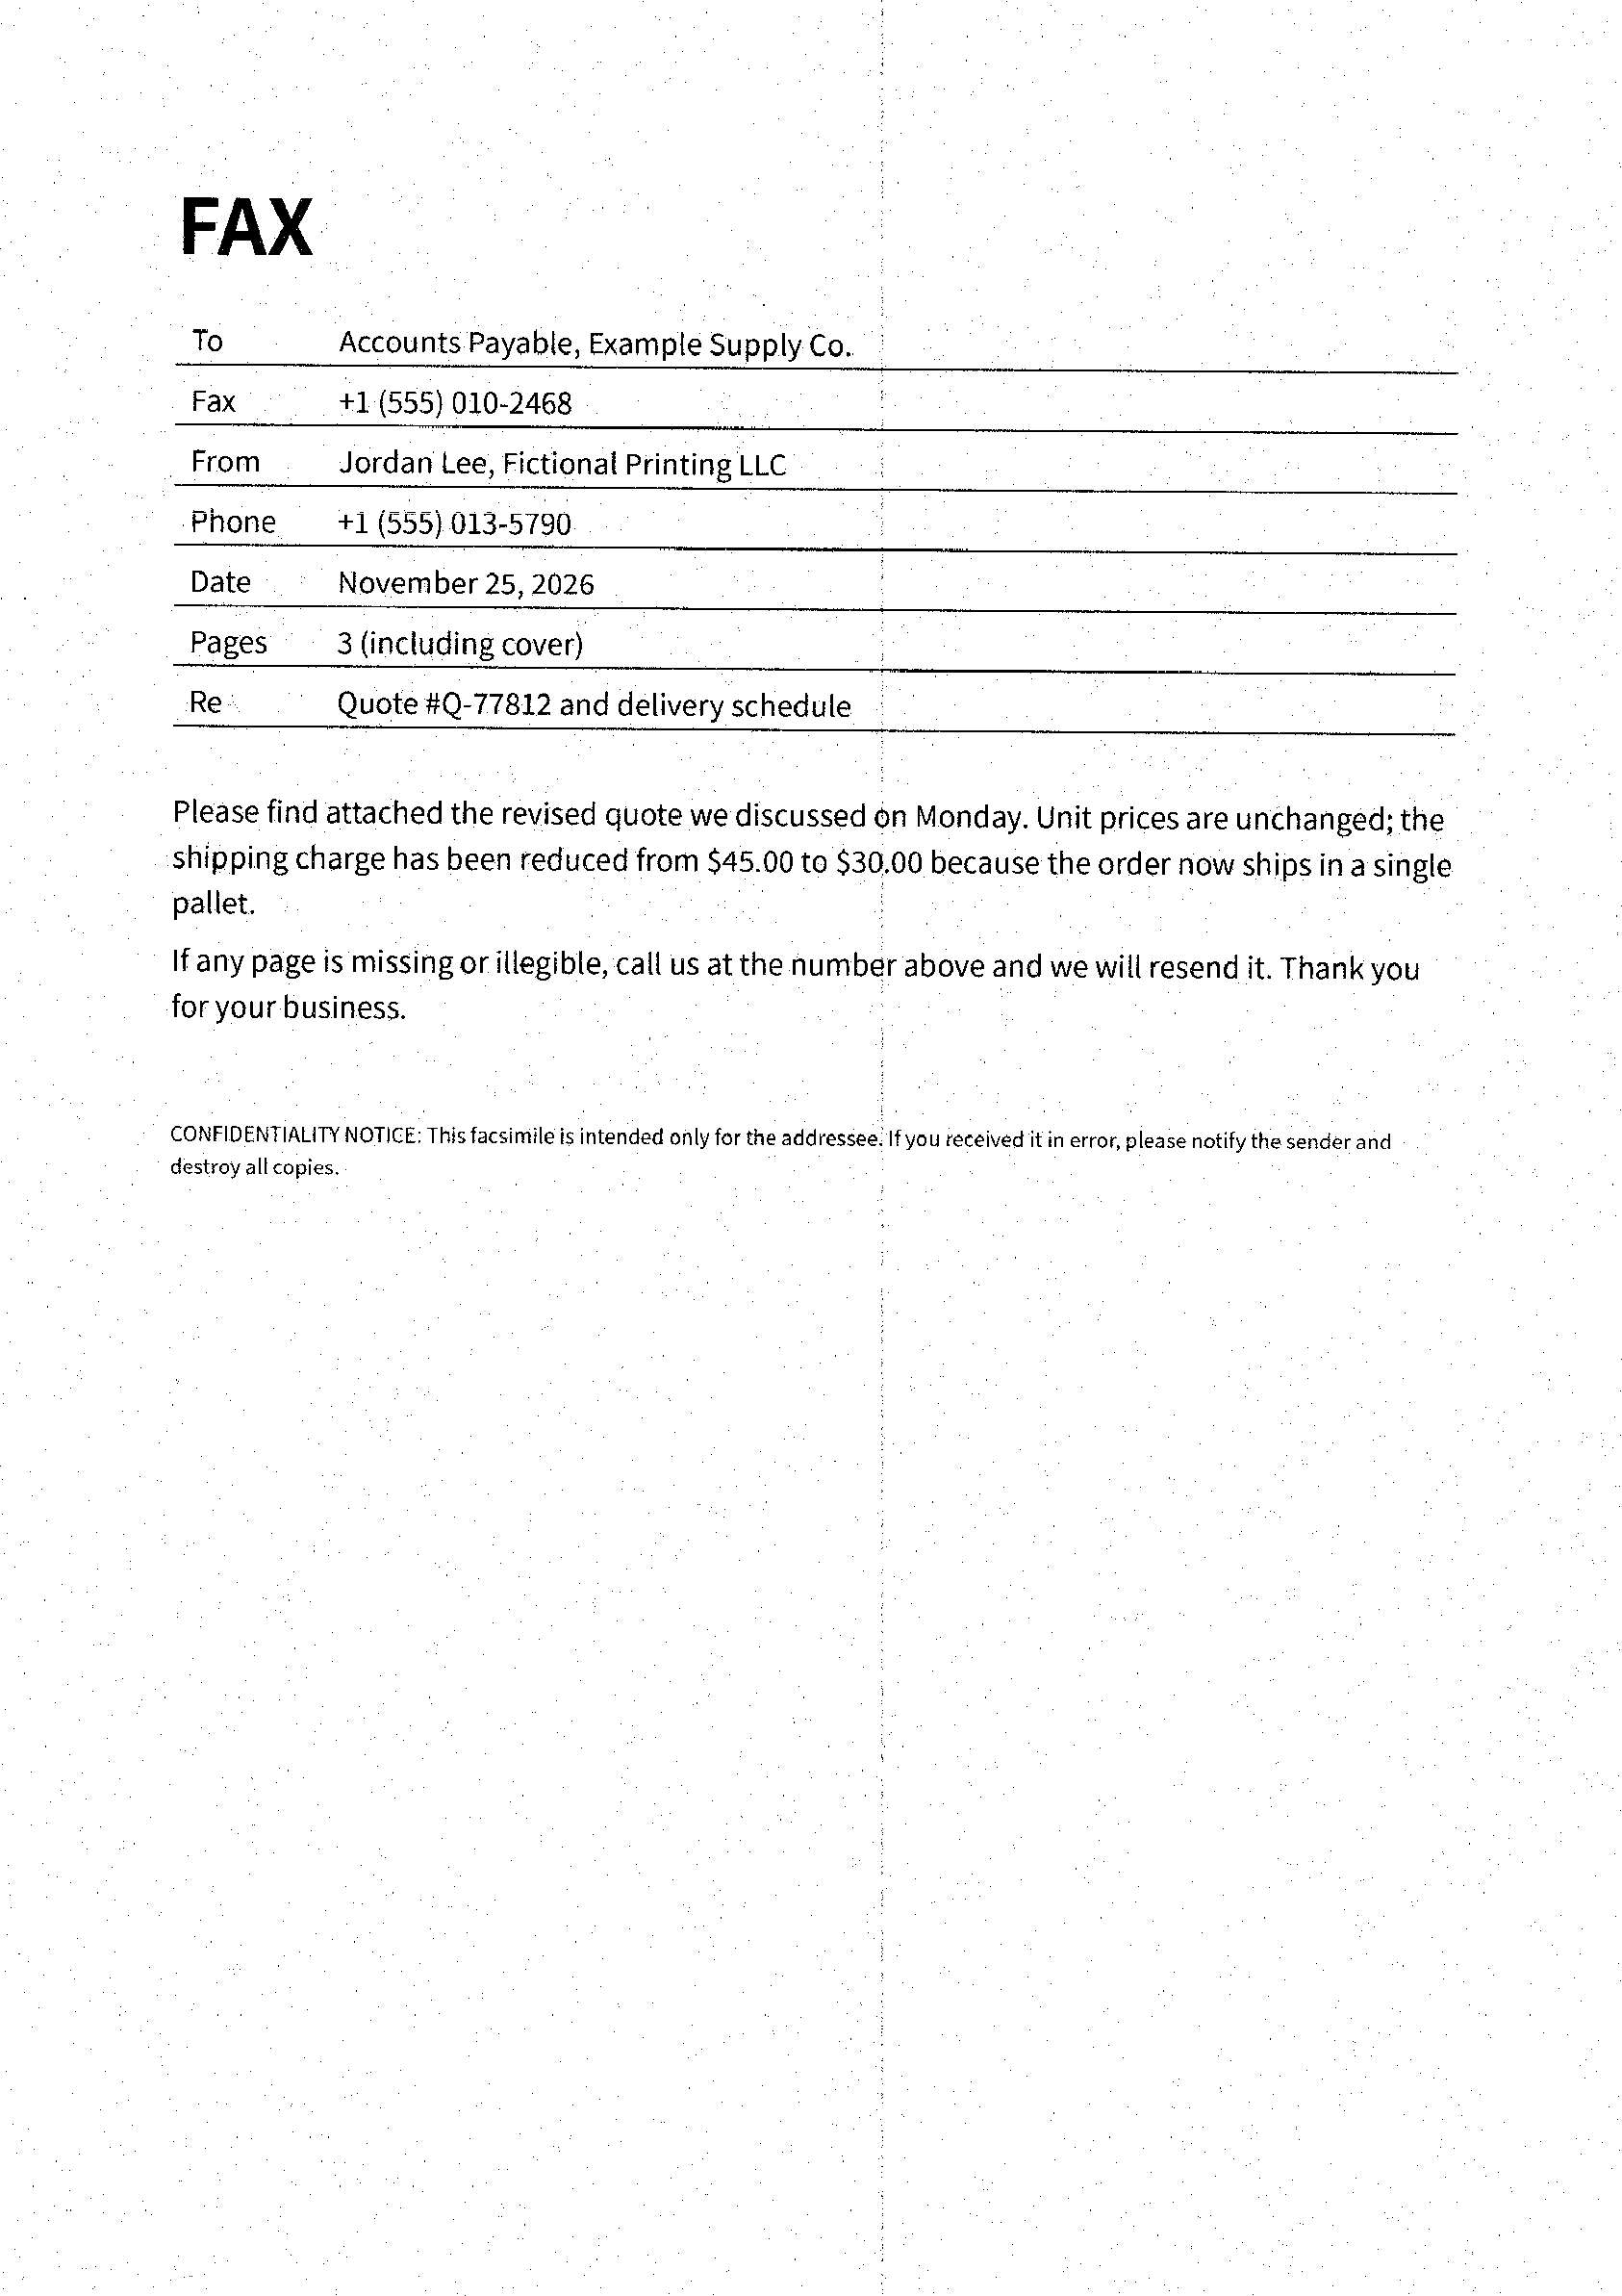 FAX
To Accounts Payable, Example Supply Co.
Fax +1 (555) 010-2468
From Jordan Lee, Fictional Printing LLC
Phone +1 (555) 013-5790
Date November 25, 2026
Pages 3 (including cover)
Re Quote #Q-77812 and delivery schedule
Please find attached the revised quote we discussed on Monday. Unit prices are unchanged; the
shipping charge has been reduced from $45.00 to $30.00 because the order now ships in a single
pallet.
If any page is missing or illegible, call us at the number above and we will resend it. Thank you
for your business.
CONFIDENTIALITY NOTICE: This facsimile is intended only for the addressee. If you received it in error, please notify the sender and
destroy all copies.